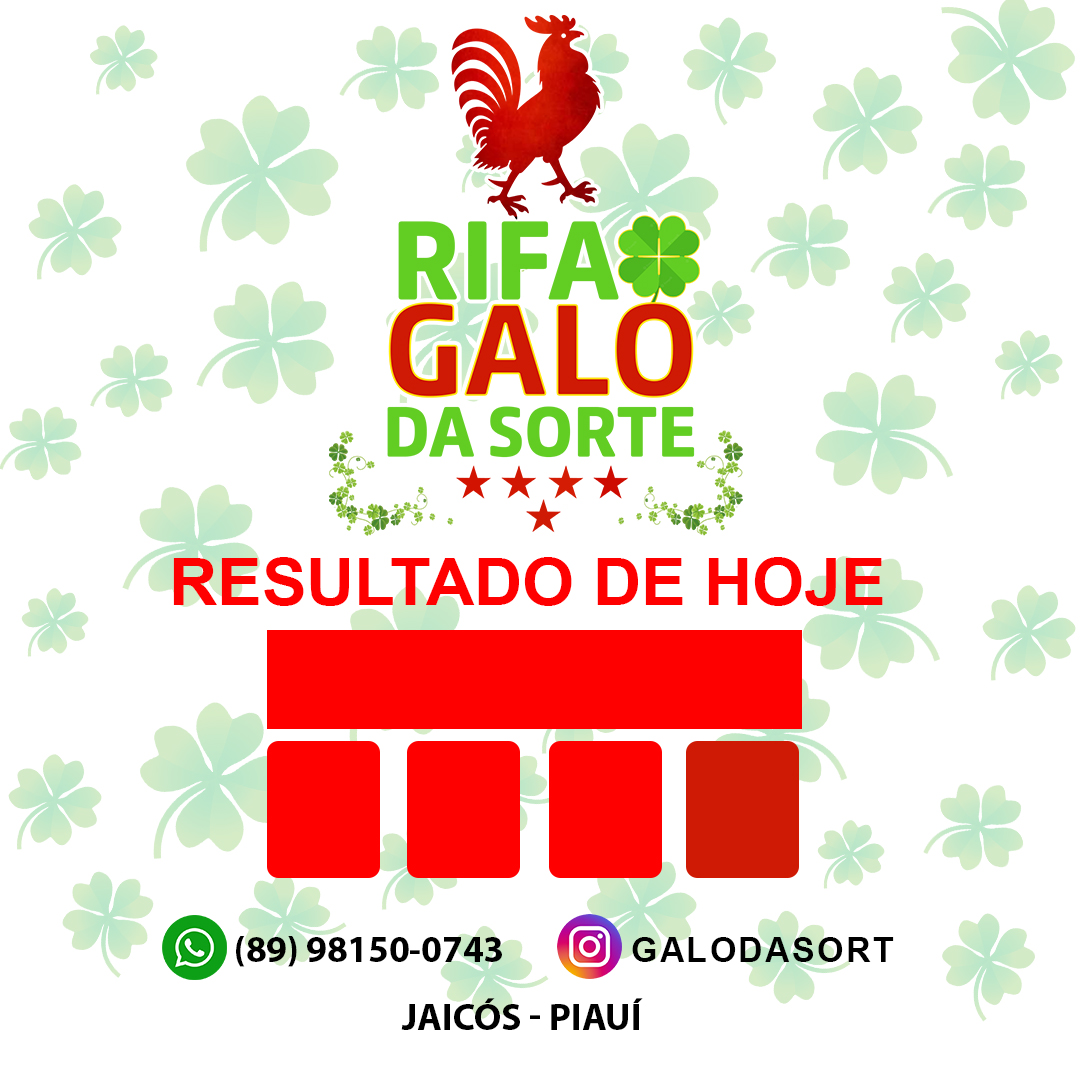 RIFA
GALO
DA SORTE
RESULTADO DE HOJE
(89) 98150-0743
GALODASORT
JAICÓS - PIAUÍ